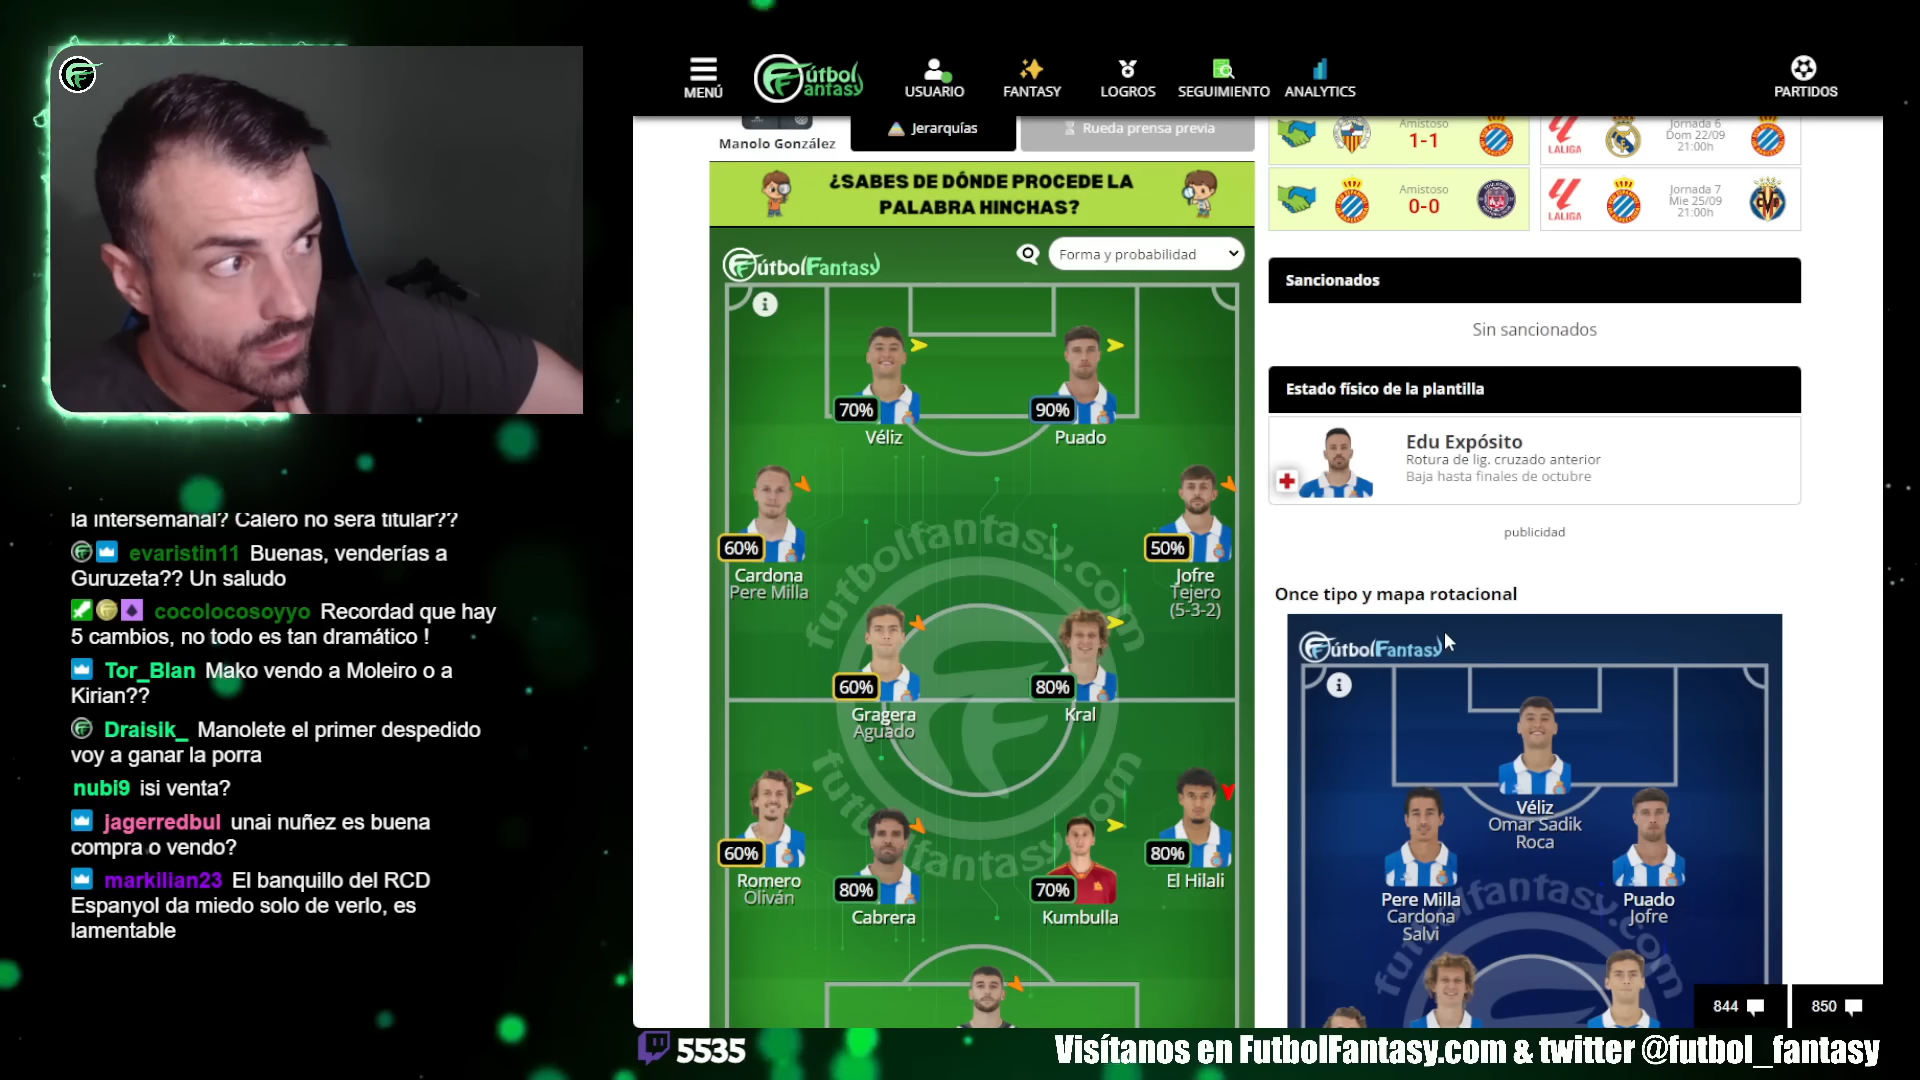 MENÚ
FútbolFantasy
USUARIO
FANTASY
LOGROS
SEGUIMIENTO
ANALYTICS
PARTIDOS
Manolo González
Jerarquías
Rueda prensa previa
¿SABES DE DÓNDE PROCEDE LA
PALABRA HINCHAS?
FútbolFantasy
Forma y probabilidad
70%
Véliz
90%
Puado
60%
Cardona
Pere Milla
50%
Jofre
Tejero
(5-3-2)
futbolfantasy.com
60%
Gragera
Aguado
80%
Kral
futbolfantasy.com
60%
Romero
Oliván
80%
Cabrera
70%
Kumbulla
80%
El Hilali
Amistoso
1-1
LALIGA
Jornada 6
Dom 22/09
21:00h
Amistoso
0-0
LALIGA
Jornada 7
Mie 25/09
21:00h
Sancionados
Sin sancionados
Estado físico de la plantilla
Edu Expósito
Rotura de lig. cruzado anterior
Baja hasta finales de octubre
publicidad
Once tipo y mapa rotacional
FútbolFantasy
Véliz
Omar Sadik
Roca
Pere Milla
Cardona
Salvi
Puado
Jofre
844
850
la intersemanal? Calero no sera titular??
evaristin11 Buenas, venderías a
Guruzeta?? Un saludo
cocolocosoyyo Recordad que hay
5 cambios, no todo es tan dramático !
Tor_Blan Mako vendo a Moleiro o a
Kirian??
Draisik_ Manolete el primer despedido
voy a ganar la porra
nubi9 isi venta?
jagerredbul unai nuñez es buena
compra o vendo?
markilian23 El banquillo del RCD
Espanyol da miedo solo de verlo, es
lamentable
5535
Visítanos en FutbolFantasy.com & twitter @futbol_fantasy